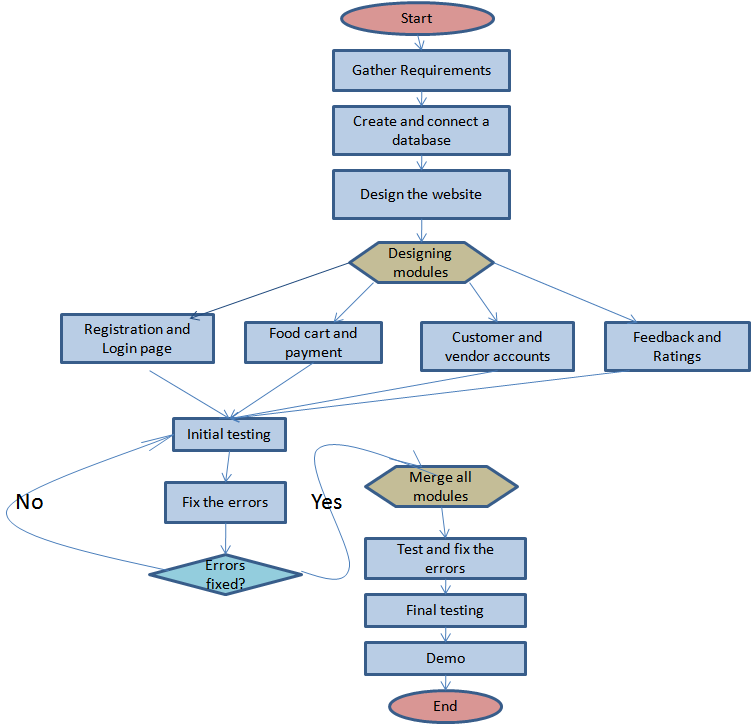 Start
Gather Requirements
Create and connect a
database
Design the website
Designing
modules
Registration and
Login page
Food cart and
payment
Customer and
vendor accounts
Feedback and
Ratings
Initial testing
No
Fix the errors
Errors
fixed?
Yes
Merge all
modules
Test and fix the
errors
Final testing
Demo
End